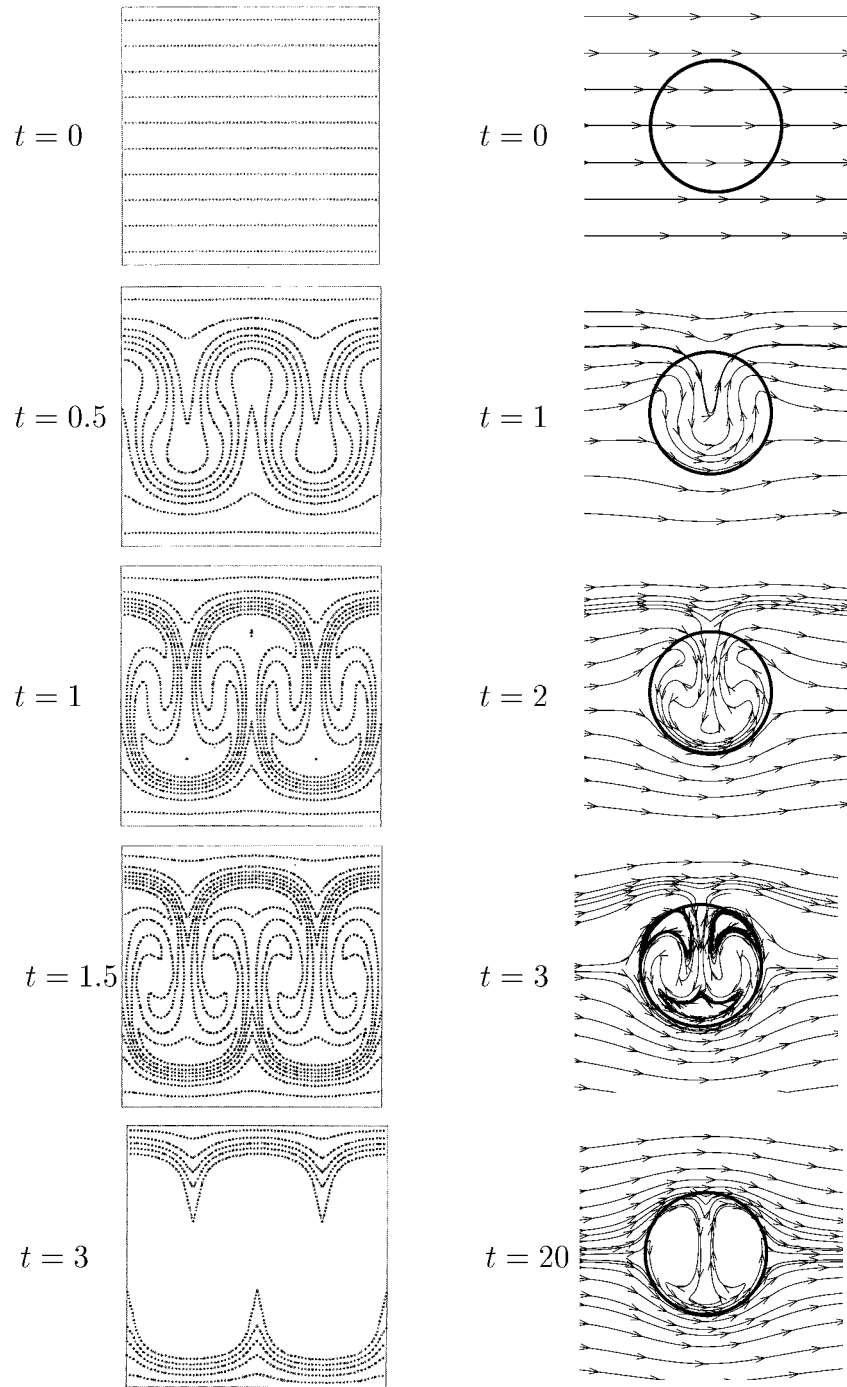 t = 0
t = 0
t = 0.5
t = 1
t = 1
t = 2
t = 1.5
t = 3
t = 3
t = 20